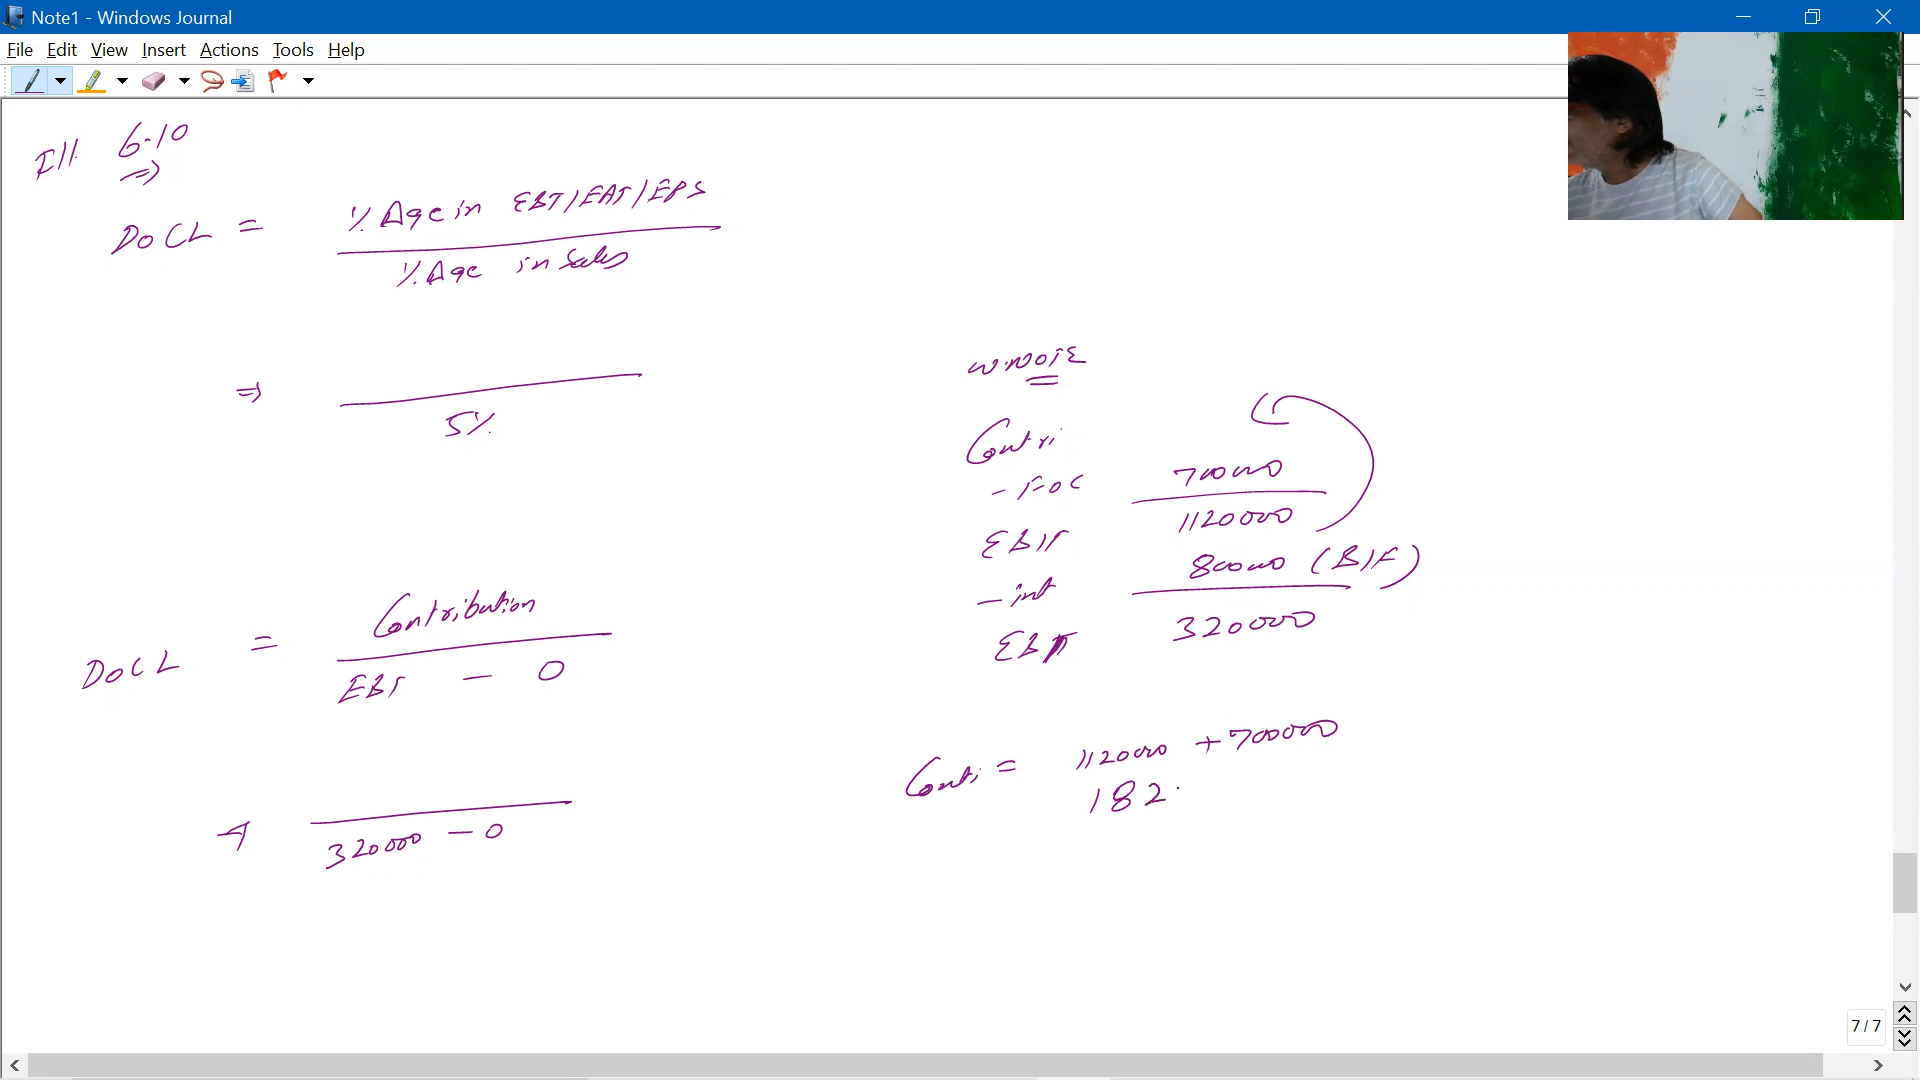 Note1 - Windows Journal
File Edit View Insert Actions Tools Help
Ill 6.10
=>
DOCL = % Age in EBT/EAT/EPS
% Age in Sales
=>
5%
W.NOTE
Contri
- FOC 700000
EBIT 1120000
- int 800000 (B/F)
EBT 320000
DOCL = Contribution
EBT - 0
Conti = 1120000 + 700000
182
320000 - 0
7 / 7